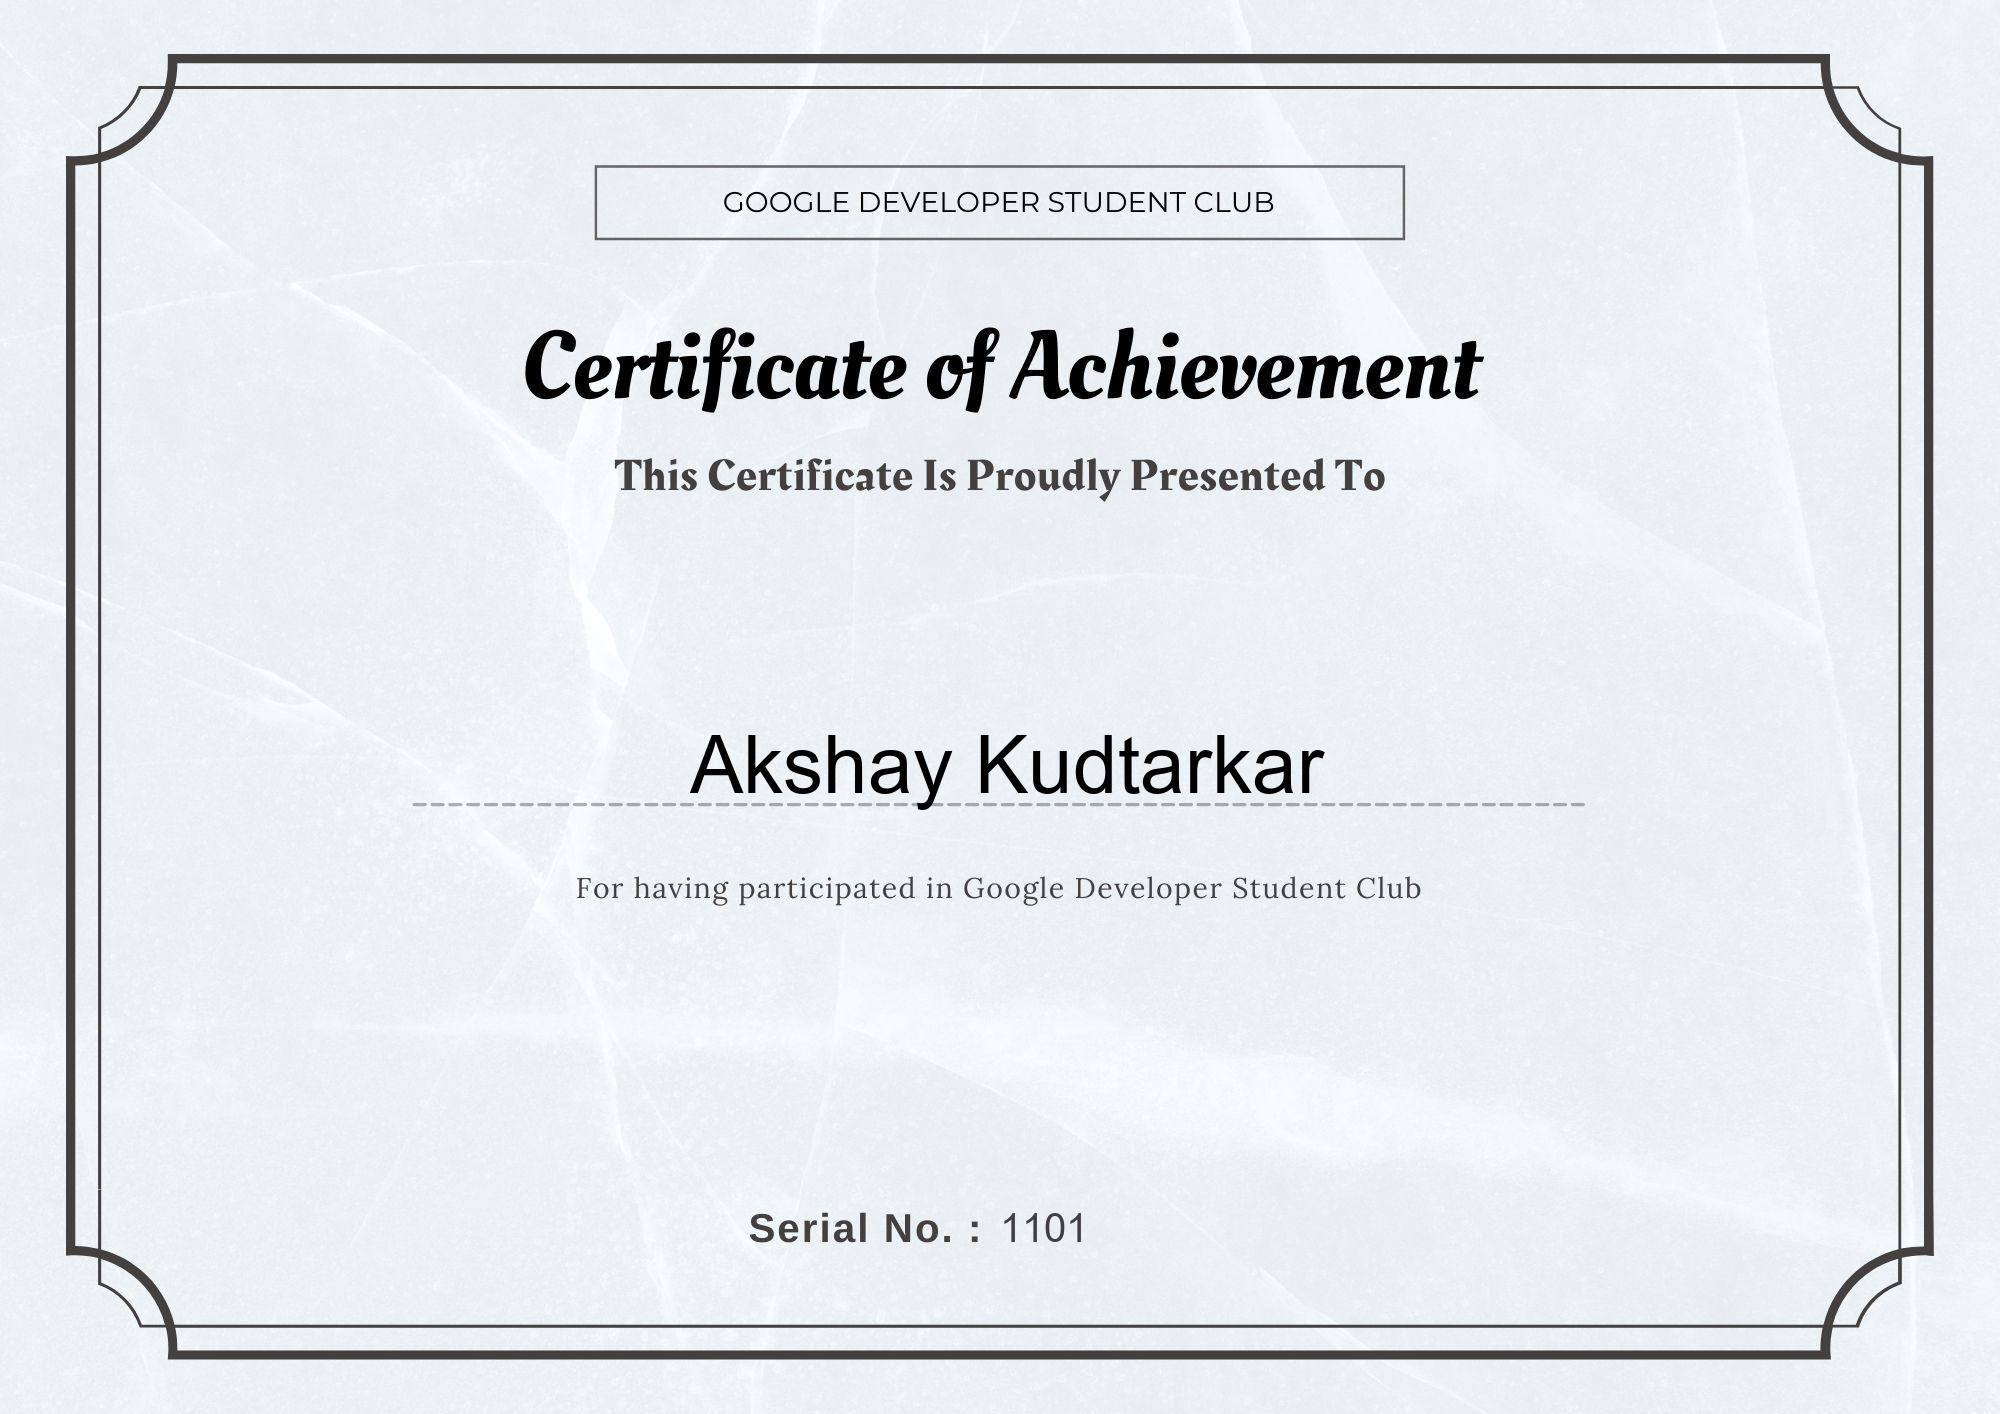 GOOGLE DEVELOPER STUDENT CLUB
Certificate of Achievement
This Certificate Is Proudly Presented To
Akshay Kudtarkar
For having participated in Google Developer Student Club
Serial No. : 1101